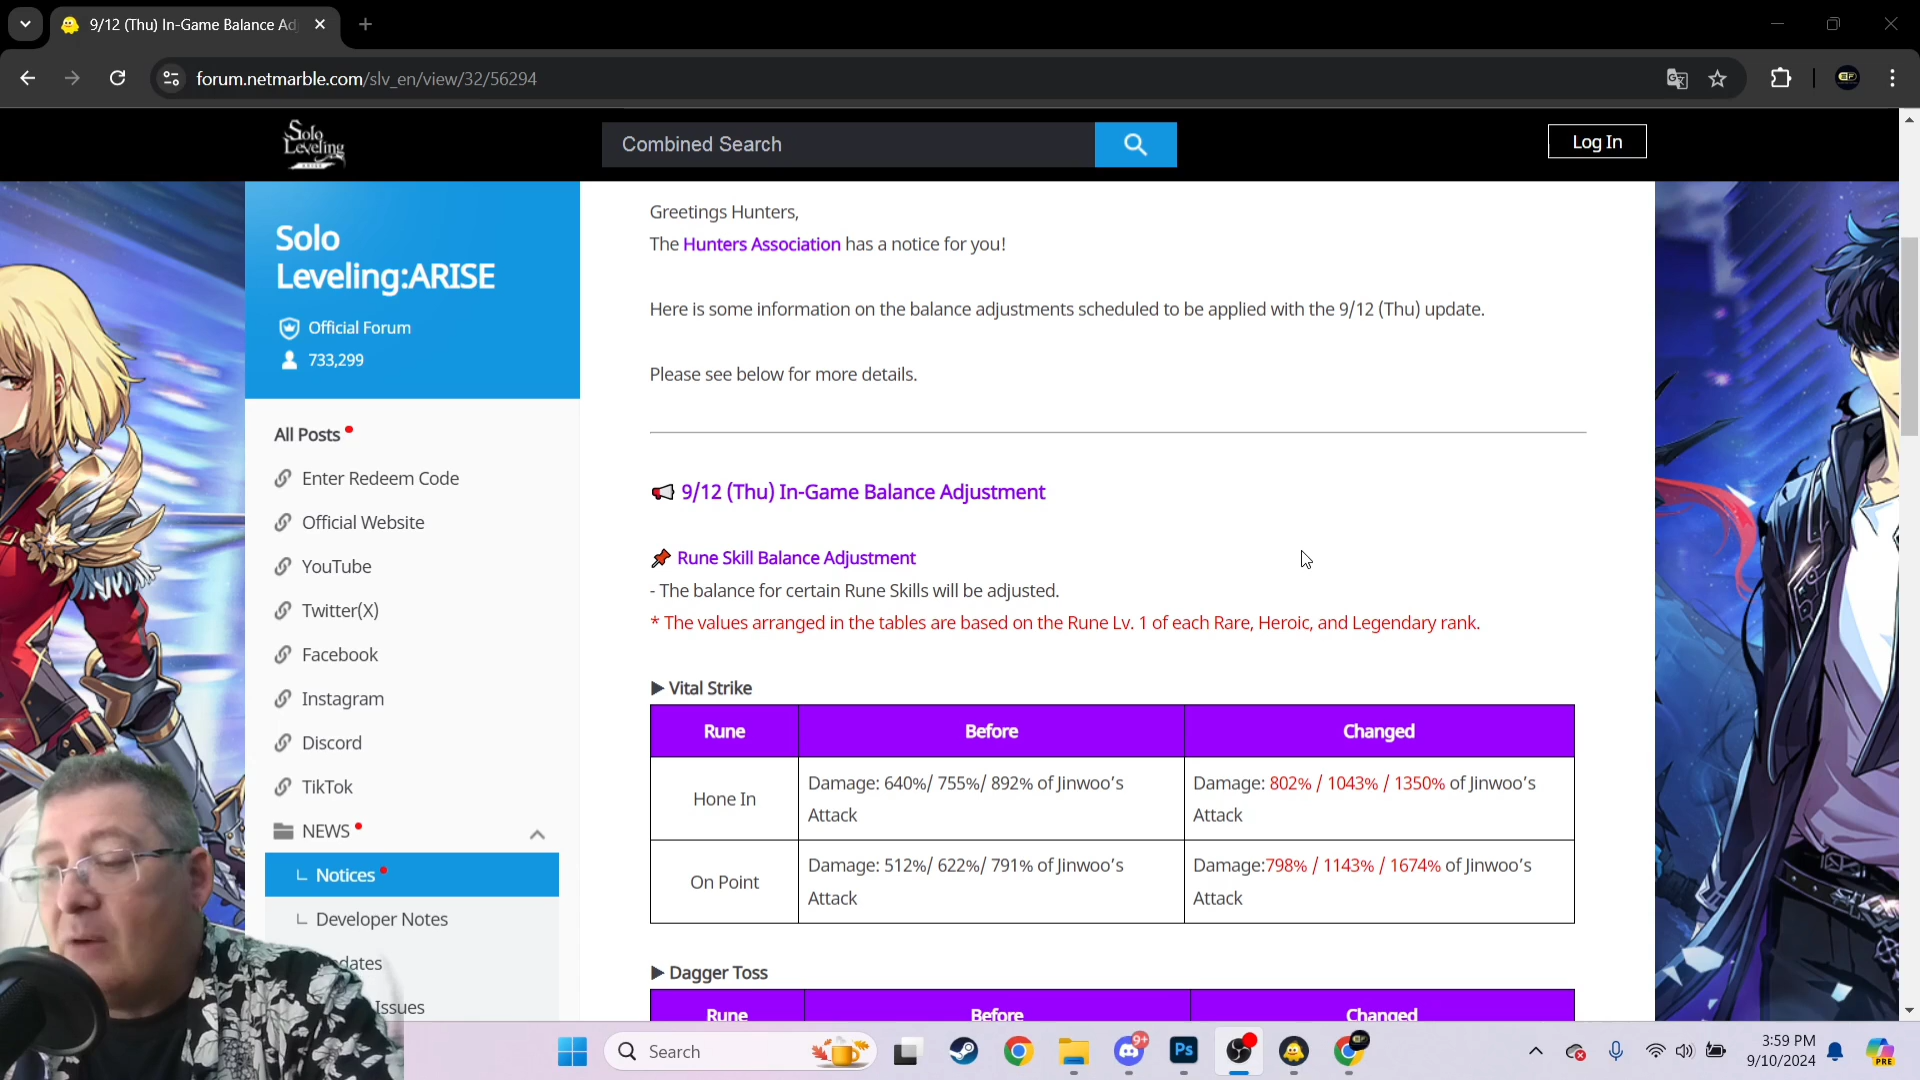 9/12 (Thu) In-Game Balance Ad
forum.netmarble.com/slv_en/view/32/56294
Solo
Leveling
ARISE
Combined Search
Log In
Solo
Leveling:ARISE
Official Forum
733,299
All Posts
Enter Redeem Code
Official Website
YouTube
Twitter(X)
Facebook
Instagram
Discord
TikTok
NEWS
Notices
Developer Notes
dates
Issues
Greetings Hunters,
The Hunters Association has a notice for you!
Here is some information on the balance adjustments scheduled to be applied with the 9/12 (Thu) update.
Please see below for more details.
9/12 (Thu) In-Game Balance Adjustment
Rune Skill Balance Adjustment
- The balance for certain Rune Skills will be adjusted.
* The values arranged in the tables are based on the Rune Lv. 1 of each Rare, Heroic, and Legendary rank.
▶ Vital Strike
Rune Before Changed
Hone In
Damage: 640%/ 755%/ 892% of Jinwoo's
Attack
Damage: 802% / 1043% / 1350% of Jinwoo's
Attack
On Point
Damage: 512%/ 622%/ 791% of Jinwoo's
Attack
Damage:798% / 1143% / 1674% of Jinwoo's
Attack
▶ Dagger Toss
Rune Before Changed
Search
9+
Ps
3:59 PM
9/10/2024
PRE